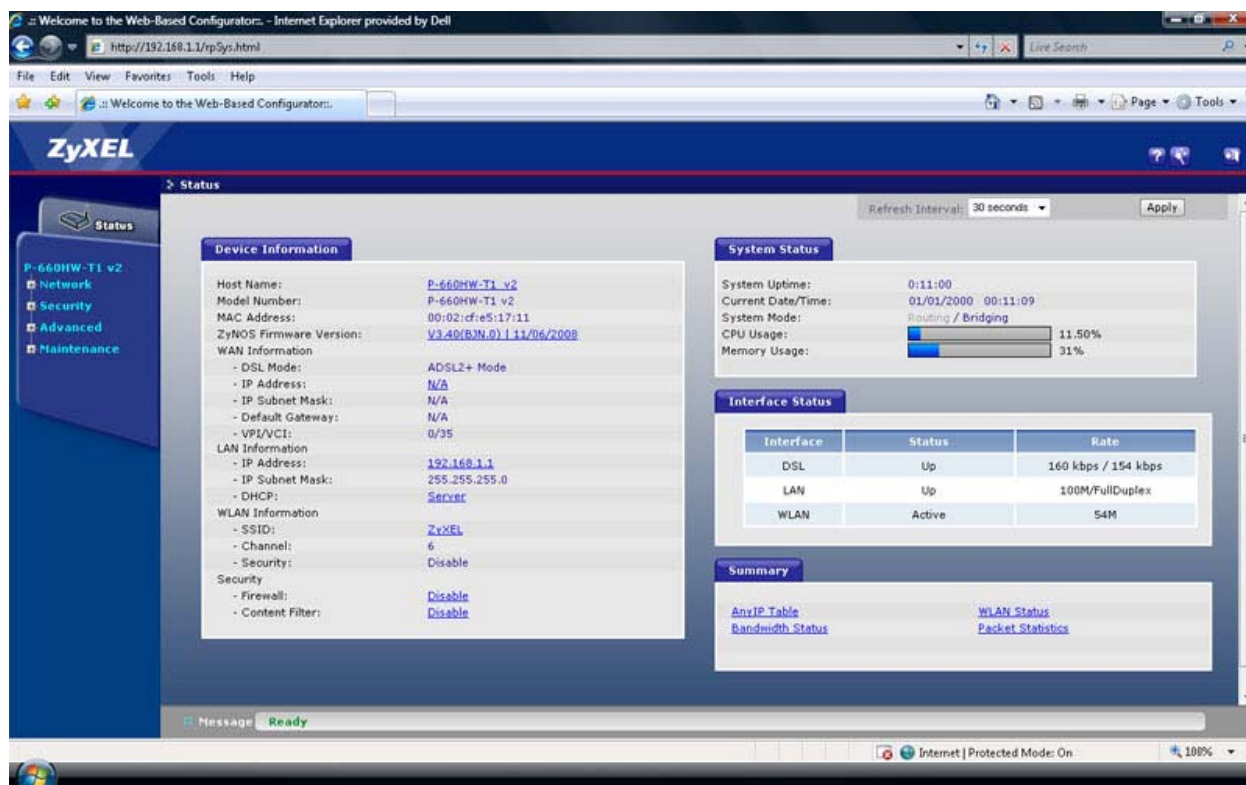 .:: Welcome to the Web-Based Configurator::. - Internet Explorer provided by Dell
http://192.168.1.1/rpSys.html
Live Search
File Edit View Favorites Tools Help
.:: Welcome to the Web-Based Configurator::.
Page Tools
ZyXEL
Status
Refresh Interval: 30 seconds Apply
Status
P-660HW-T1 v2
Network
Security
Advanced
Maintenance
Device Information
Host Name: P-660HW-T1 v2
Model Number: P-660HW-T1 v2
MAC Address: 00:02:cf:e5:17:11
ZyNOS Firmware Version: V3.40(BJN.0) | 11/06/2008
WAN Information
- DSL Mode: ADSL2+ Mode
- IP Address: N/A
- IP Subnet Mask: N/A
- Default Gateway: N/A
- VPI/VCI: 0/35
LAN Information
- IP Address: 192.168.1.1
- IP Subnet Mask: 255.255.255.0
- DHCP: Server
WLAN Information
- SSID: ZyXEL
- Channel: 6
- Security: Disable
Security
- Firewall: Disable
- Content Filter: Disable
System Status
System Uptime: 0:11:00
Current Date/Time: 01/01/2000 00:11:09
System Mode: Routing / Bridging
CPU Usage: 11.50%
Memory Usage: 31%
Interface Status
Interface Status Rate
DSL Up 160 kbps / 154 kbps
LAN Up 100M/FullDuplex
WLAN Active 54M
Summary
AnyIP Table WLAN Status
Bandwidth Status Packet Statistics
Message Ready
Internet | Protected Mode: On 100%